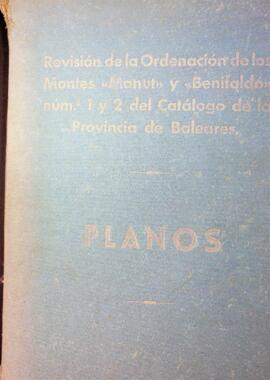 Revisión de la Ordenación de los
Montes «Manut» y «Benifaldó»
núm.ˢ 1 y 2 del Catálogo de la
Provincia de Baleares.
PLANOS